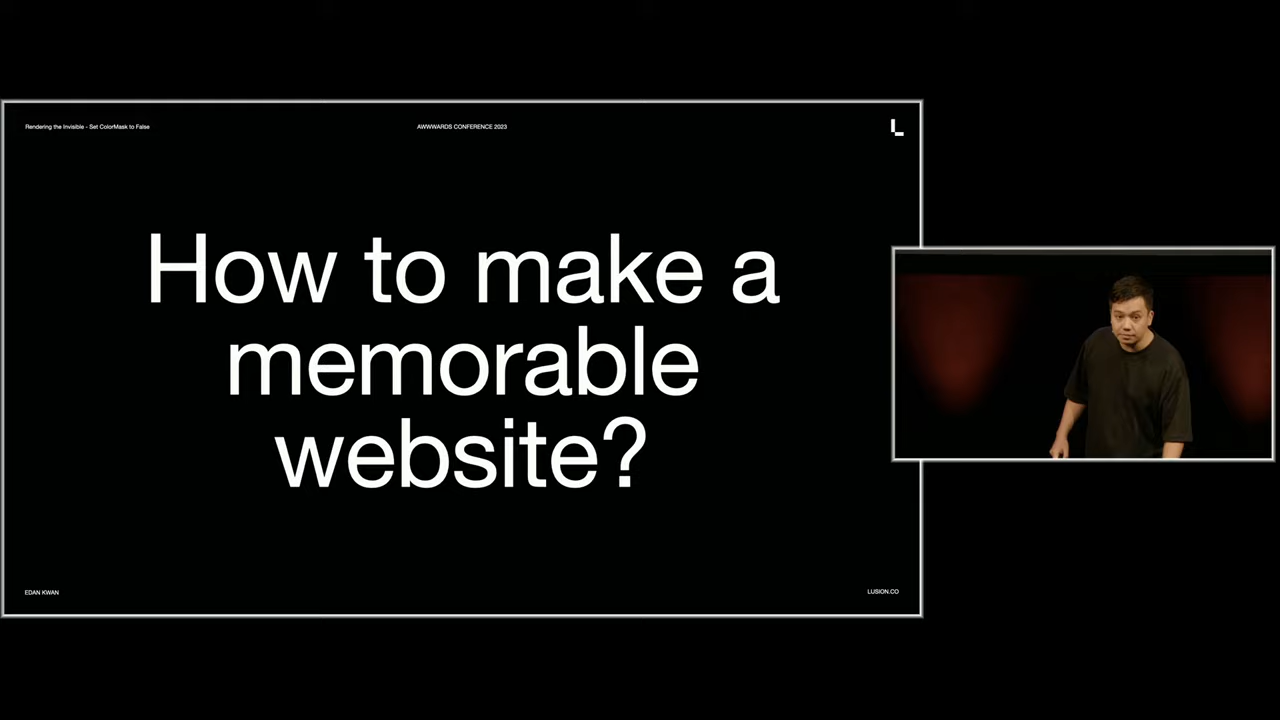 Rendering the Invisible - Set ColorMask to False
AWWWARDS CONFERENCE 2023
L
How to make a
memorable
website?
EDAN KWAN
LUSION.CO